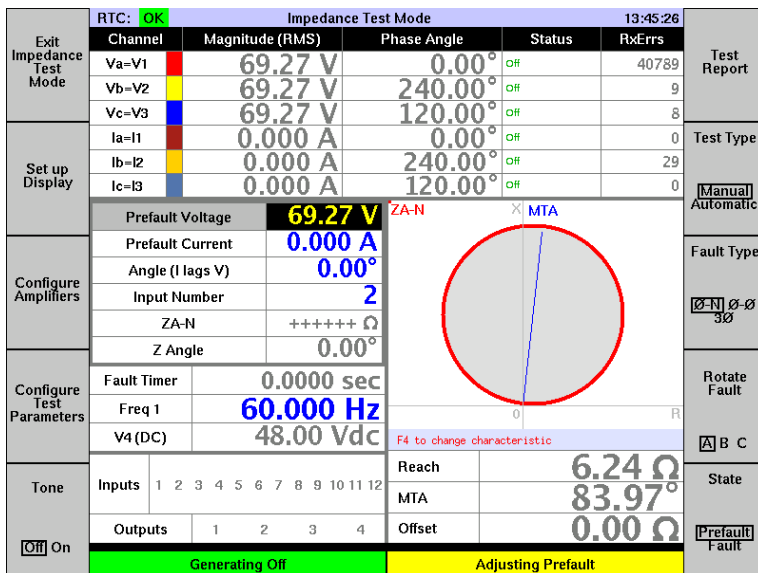 RTC: OK Impedance Test Mode 13:45:26
Exit
Impedance
Test
Mode
Set up
Display
Configure
Amplifiers
Configure
Test
Parameters
Tone
Off On
Channel Magnitude (RMS) Phase Angle Status RxErrs
Va=V1 69.27 V 0.00° Off 40789
Vb=V2 69.27 V 240.00° Off 9
Vc=V3 69.27 V 120.00° Off 8
Ia=I1 0.000 A 0.00° Off 0
Ib=I2 0.000 A 240.00° Off 29
Ic=I3 0.000 A 120.00° Off 0
Prefault Voltage 69.27 V
Prefault Current 0.000 A
Angle (I lags V) 0.00°
Input Number 2
ZA-N ++++++ Ω
Z Angle 0.00°
Fault Timer 0.0000 sec
Freq 1 60.000 Hz
V4 (DC) 48.00 Vdc
Inputs 1 2 3 4 5 6 7 8 9 10 11 12
Outputs 1 2 3 4
Generating Off
ZA-N X MTA
0 R
F4 to change characteristic
Reach 6.24 Ω
MTA 83.97°
Offset 0.00 Ω
Adjusting Prefault
Test
Report
Test Type
Manual
Automatic
Fault Type
Ø-N Ø-Ø
3Ø
Rotate
Fault
A B C
State
Prefault
Fault